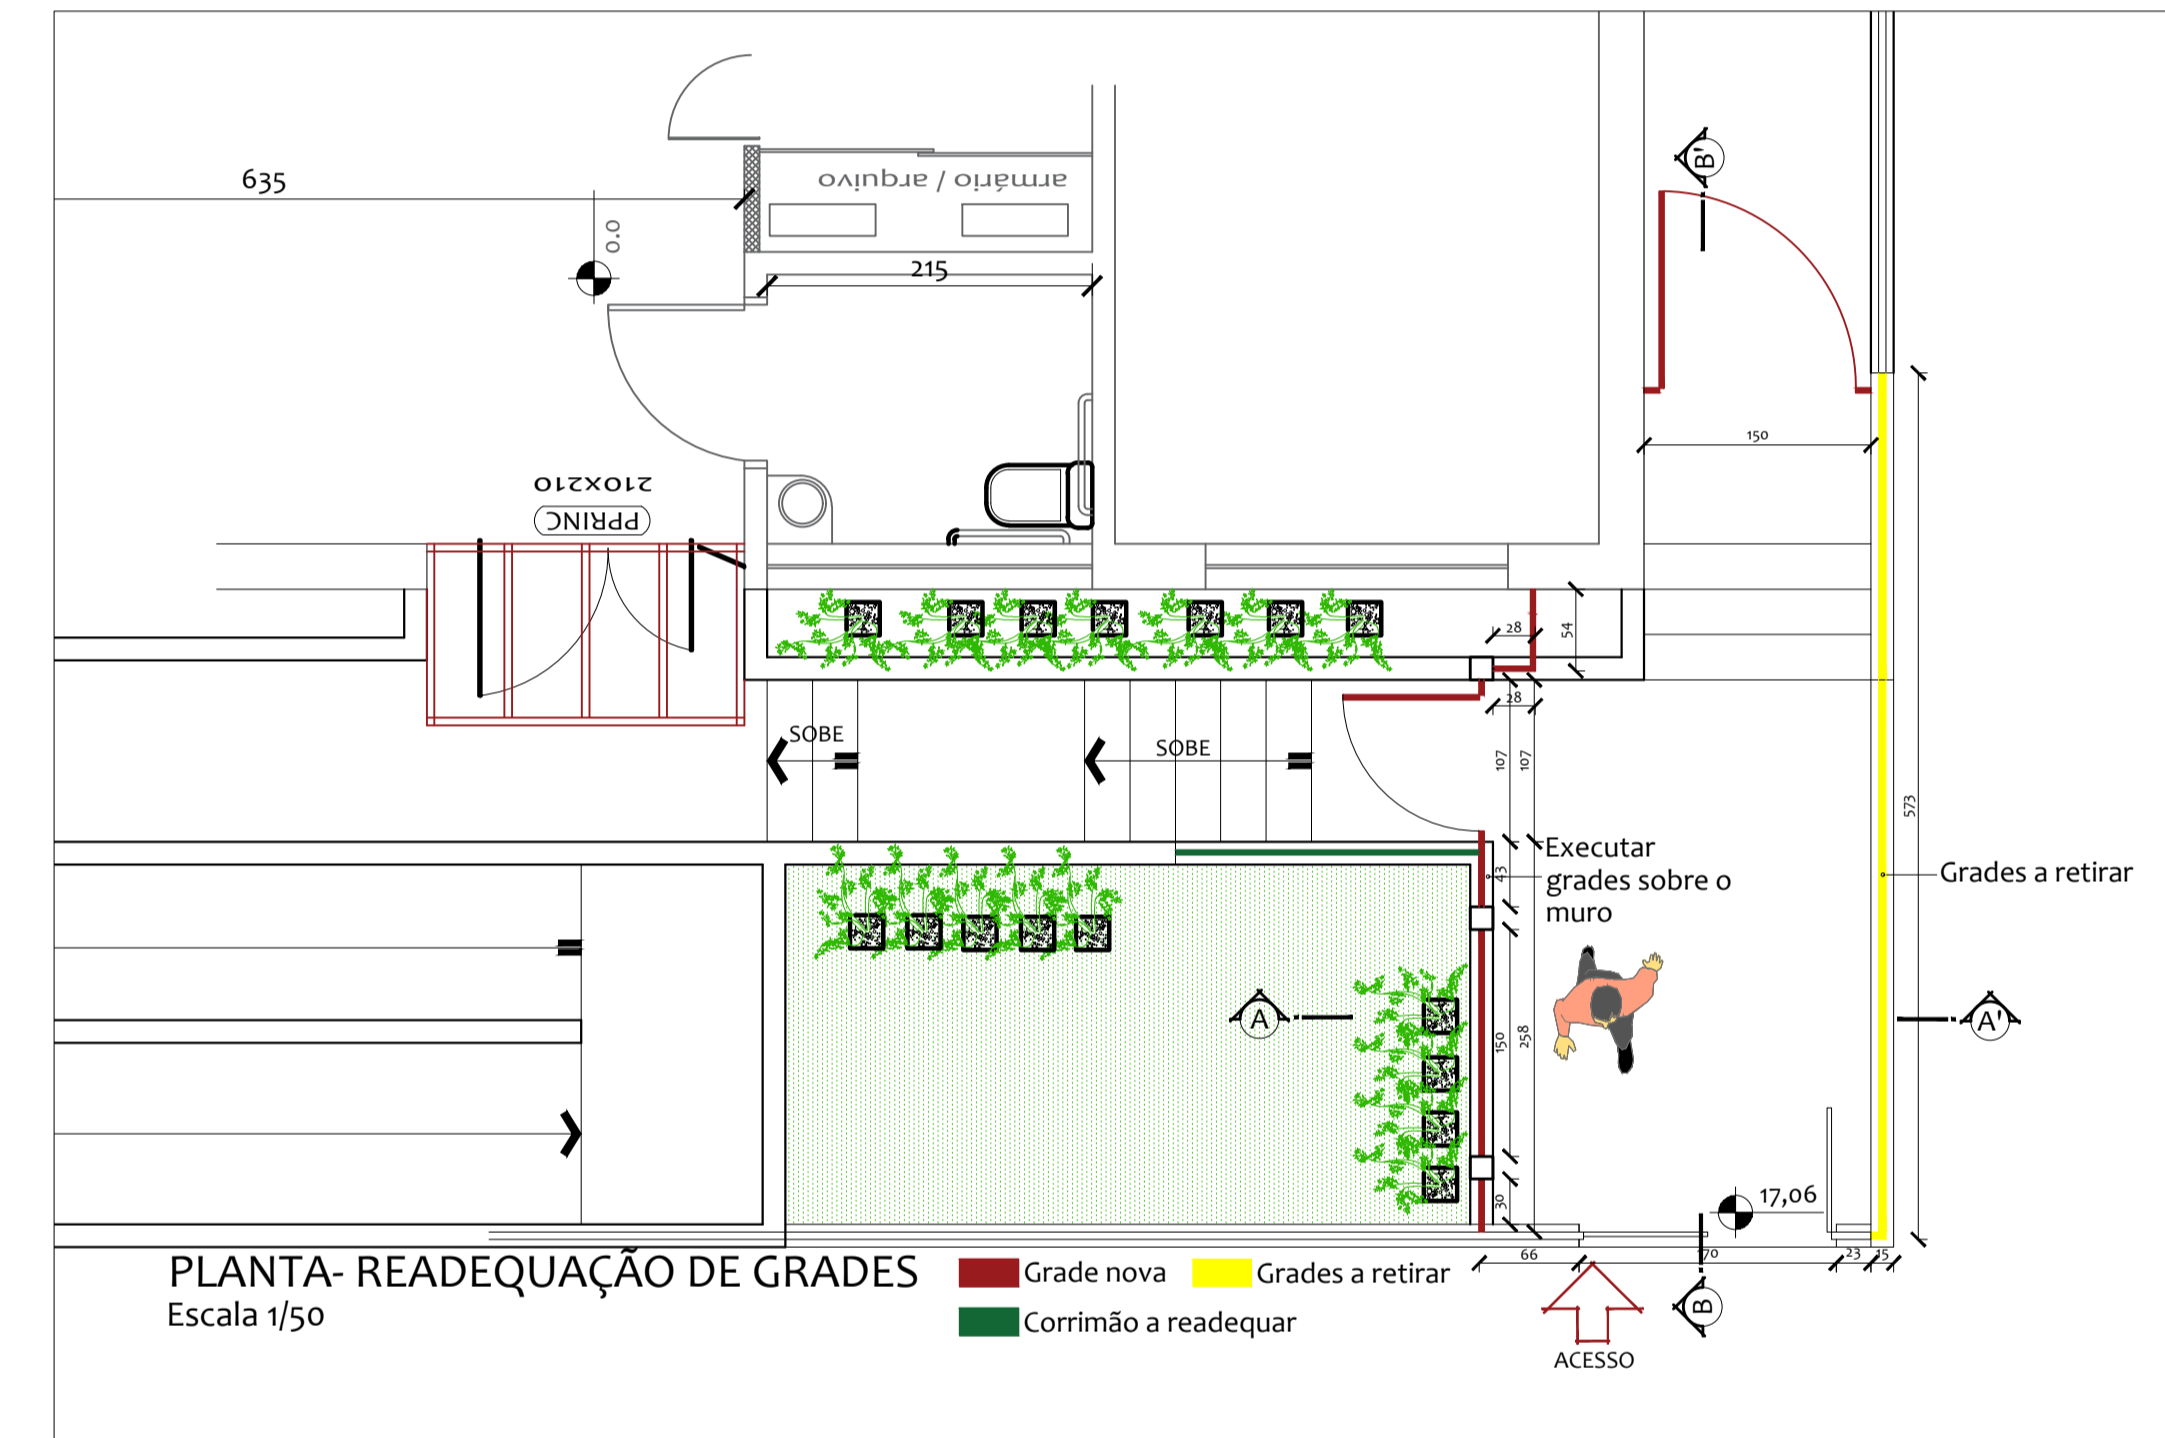 635
0.0
armário / arquivo
215
B'
150
210X210
PPRINC
28
54
28
SOBE
SOBE
107
107
573
Executar
grades sobre o
muro
43
Grades a retirar
A
A'
150
258
30
17,06
66
170
23
15
PLANTA- READEQUAÇÃO DE GRADES
Escala 1/50
Grade nova
Grades a retirar
Corrimão a readequar
B
ACESSO